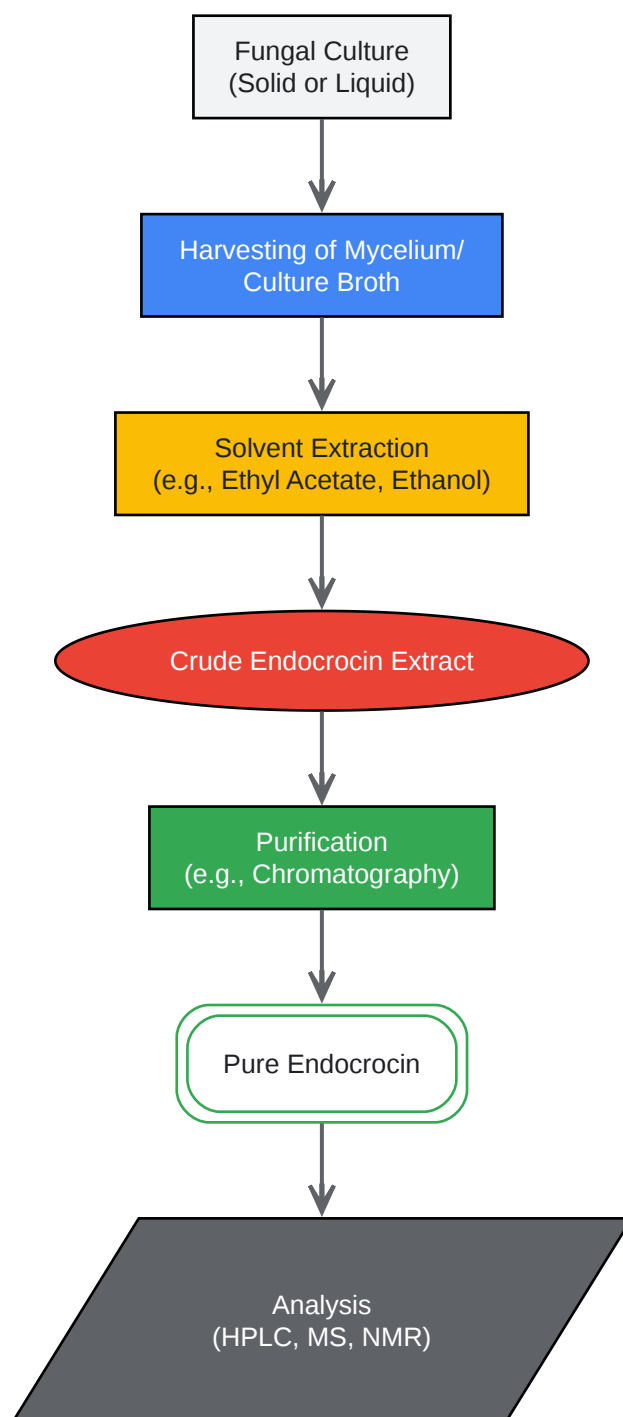 Fungal Culture
(Solid or Liquid)
Harvesting of Mycelium/
Culture Broth
Solvent Extraction
(e.g., Ethyl Acetate, Ethanol)
Crude Endocrocin Extract
Purification
(e.g., Chromatography)
Pure Endocrocin
Analysis
(HPLC, MS, NMR)